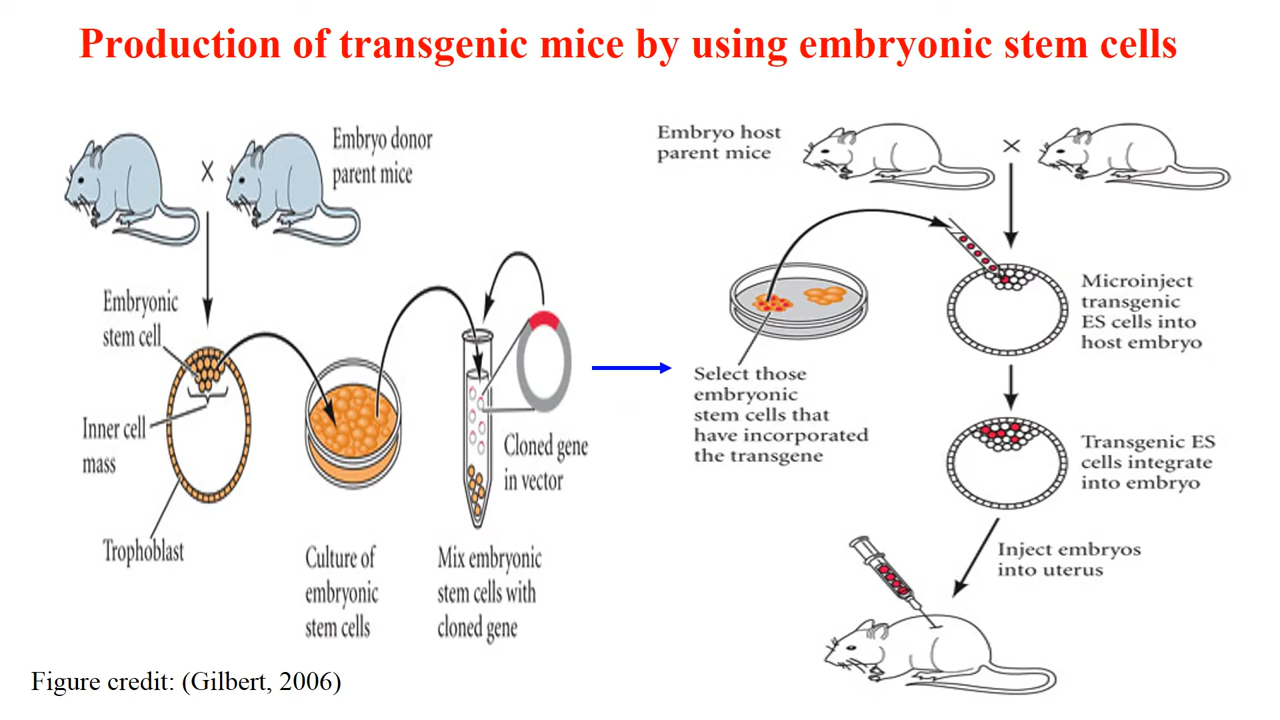 Production of transgenic mice by using embryonic stem cells
Embryo donor
parent mice
X
Embryonic
stem cell
Inner cell
mass
Trophoblast
Culture of
embryonic
stem cells
Mix embryonic
stem cells with
cloned gene
Cloned gene
in vector
Embryo host
parent mice
×
Select those
embryonic
stem cells that
have incorporated
the transgene
Microinject
transgenic
ES cells into
host embryo
Transgenic ES
cells integrate
into embryo
Inject embryos
into uterus
Figure credit: (Gilbert, 2006)